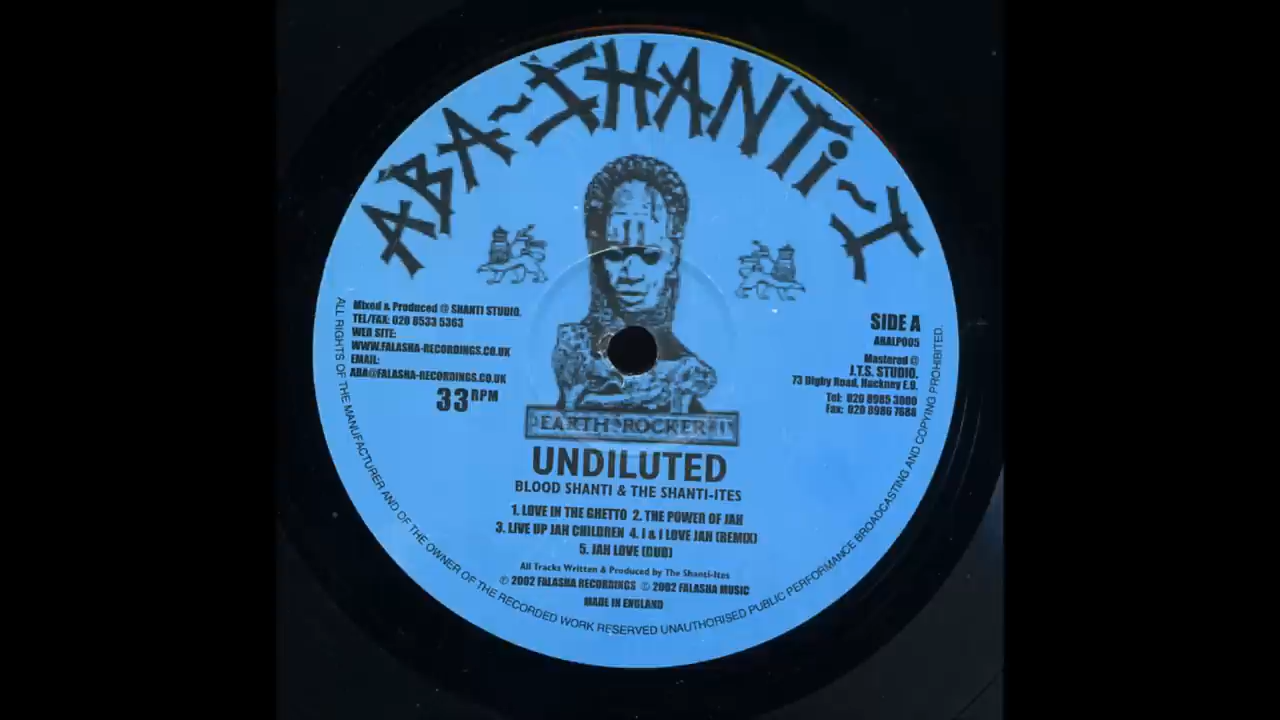 ABA~SHANTi~I
Mixed & Produced @ SHANTI STUDIO.
TEL/FAX: 020 8533 5363
WEB SITE:
WWW.FALASHA-RECORDINGS.CO.UK
EMAIL:
ABA@FALASHA-RECORDINGS.CO.UK
33RPM
SIDE A
ABALP005
Mastered @
J.T.S. STUDIO.
73 Digby Road, Hackney E.9.
Tel: 020 8985 3000
Fax: 020 8986 7688
EARTH ROCKER
UNDILUTED
BLOOD SHANTI & THE SHANTI-ITES
1. LOVE IN THE GHETTO 2. THE POWER OF JAH
3. LIVE UP JAH CHILDREN 4. I & I LOVE JAH (REMIX)
5. JAH LOVE (DUB)
All Tracks Written & Produced by The Shanti-Ites
℗ 2002 FALASHA RECORDINGS © 2002 FALASHA MUSIC
MADE IN ENGLAND
ALL RIGHTS OF THE MANUFACTURER AND OF THE OWNER OF THE RECORDED WORK RESERVED UNAUTHORISED PUBLIC PERFORMANCE BROADCASTING AND COPYING PROHIBITED.